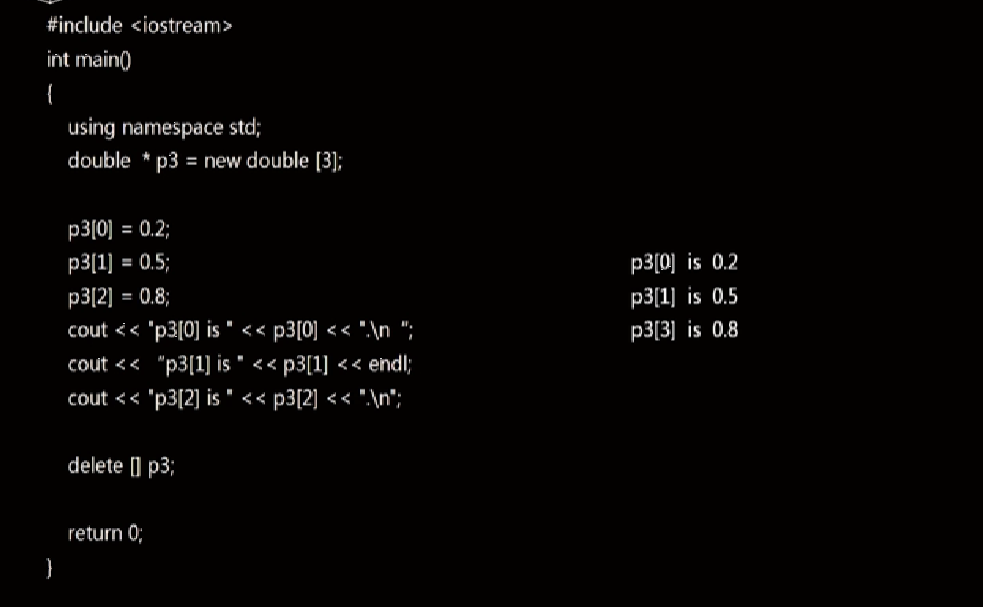 #include <iostream>
int main()
{
using namespace std;
double * p3 = new double [3];
p3[0] = 0.2;
p3[1] = 0.5;
p3[2] = 0.8;
cout << "p3[0] is " << p3[0] << ".\n ";
cout << "p3[1] is " << p3[1] << endl;
cout << "p3[2] is " << p3[2] << ".\n";
delete [] p3;
return 0;
}
p3[0] is 0.2
p3[1] is 0.5
p3[3] is 0.8